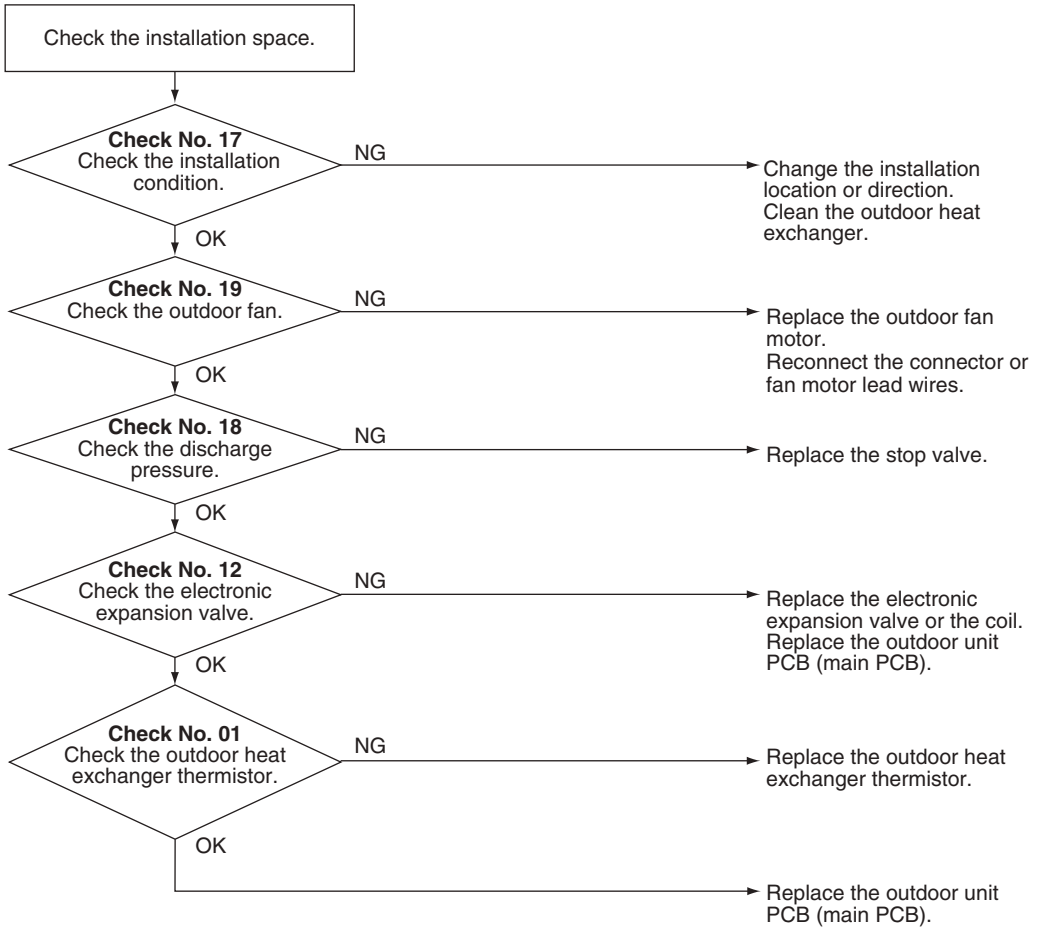 Check the installation space.
Check No. 17
Check the installation
condition.
NG
Change the installation
location or direction.
Clean the outdoor heat
exchanger.
OK
Check No. 19
Check the outdoor fan.
NG
Replace the outdoor fan
motor.
Reconnect the connector or
fan motor lead wires.
OK
Check No. 18
Check the discharge
pressure.
NG
Replace the stop valve.
OK
Check No. 12
Check the electronic
expansion valve.
NG
Replace the electronic
expansion valve or the coil.
Replace the outdoor unit
PCB (main PCB).
OK
Check No. 01
Check the outdoor heat
exchanger thermistor.
NG
Replace the outdoor heat
exchanger thermistor.
OK
Replace the outdoor unit
PCB (main PCB).